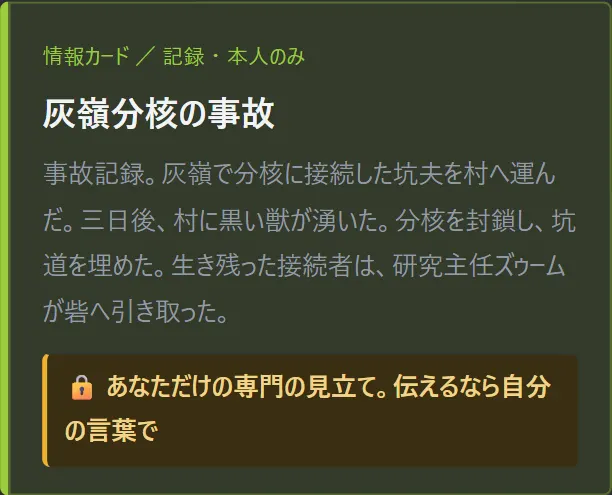 情報カード ／ 記録・本人のみ
灰嶺分核の事故
事故記録。灰嶺で分核に接続した坑夫を村へ運ん
だ。三日後、村に黒い獣が湧いた。分核を封鎖し、坑
道を埋めた。生き残った接続者は、研究主任ズゥーム
が砦へ引き取った。
🔒 あなただけの専門の見立て。伝えるなら自分
の言葉で